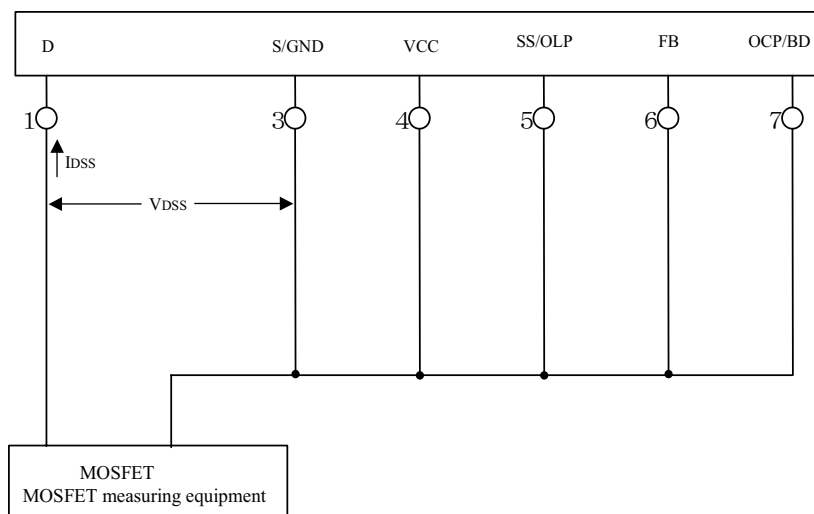 D S/GND VCC SS/OLP FB OCP/BD
1 3 4 5 6 7
IDSS
VDSS
MOSFET
MOSFET measuring equipment